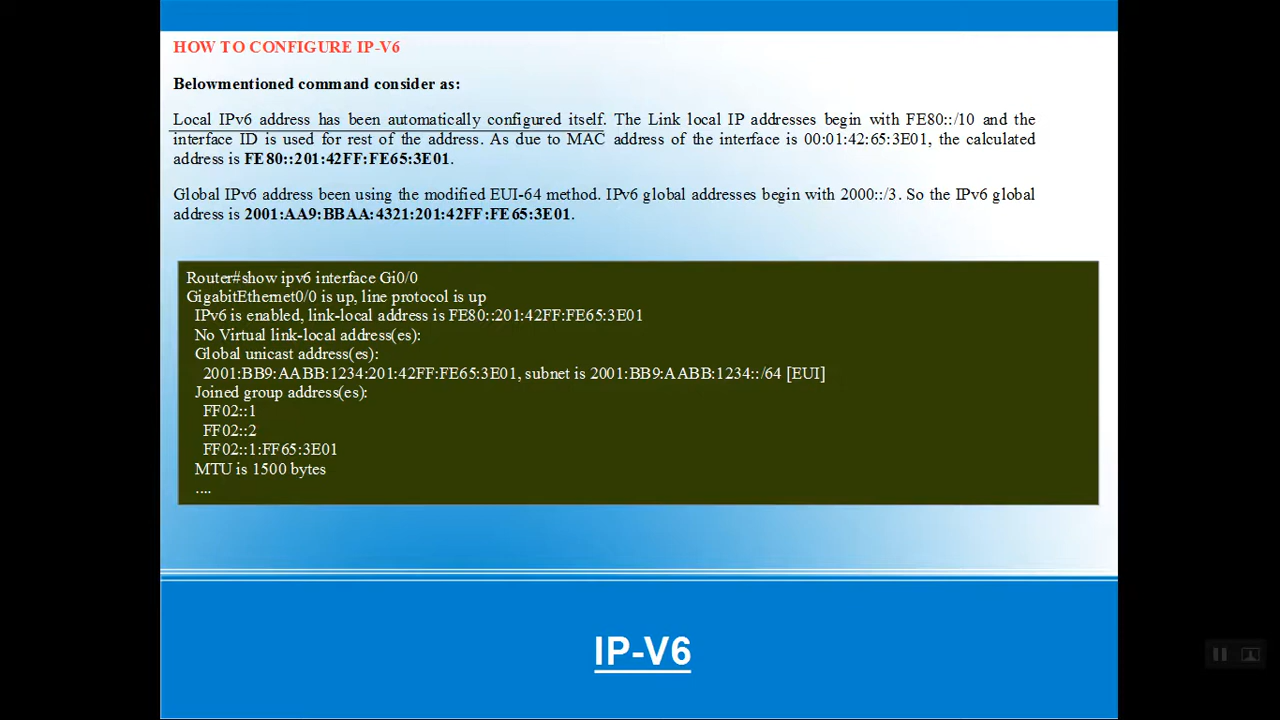 HOW TO CONFIGURE IP-V6
Belowmentioned command consider as:
Local IPv6 address has been automatically configured itself. The Link local IP addresses begin with FE80::/10 and the
interface ID is used for rest of the address. As due to MAC address of the interface is 00:01:42:65:3E01, the calculated
address is FE80::201:42FF:FE65:3E01.
Global IPv6 address been using the modified EUI-64 method. IPv6 global addresses begin with 2000::/3. So the IPv6 global
address is 2001:AA9:BBAA:4321:201:42FF:FE65:3E01.
Router#show ipv6 interface Gi0/0
GigabitEthernet0/0 is up, line protocol is up
IPv6 is enabled, link-local address is FE80::201:42FF:FE65:3E01
No Virtual link-local address(es):
Global unicast address(es):
2001:BB9:AABB:1234:201:42FF:FE65:3E01, subnet is 2001:BB9:AABB:1234::/64 [EUI]
Joined group address(es):
FF02::1
FF02::2
FF02::1:FF65:3E01
MTU is 1500 bytes
....
IP-V6